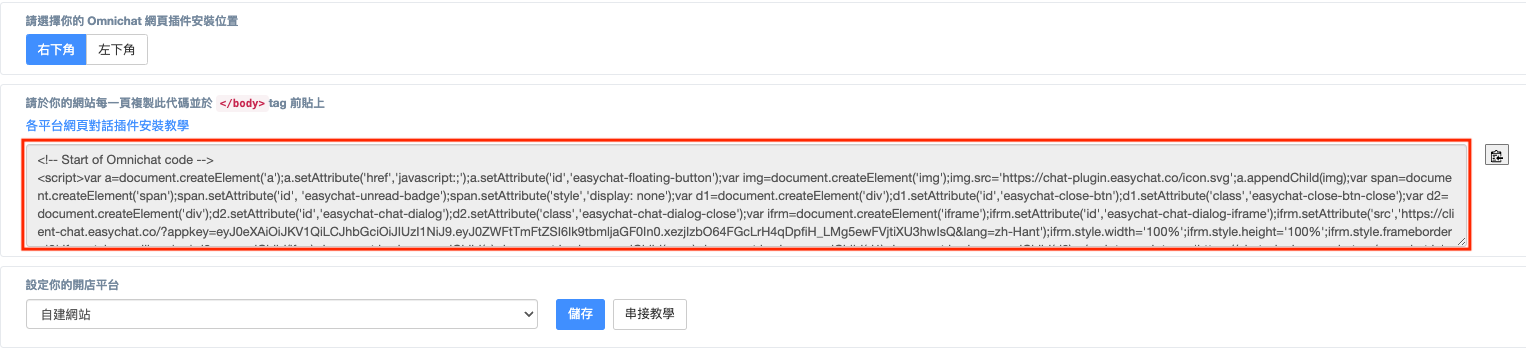 請選擇你的 Omnichat 網頁插件安裝位置
右下角 左下角
請於你的網站每一頁複製此代碼並於 </body> tag 前貼上
各平台網頁對話插件安裝教學
<!-- Start of Omnichat code -->
<script>var a=document.createElement('a');a.setAttribute('href','javascript:;');a.setAttribute('id','easychat-floating-button');var img=document.createElement('img');img.src='https://chat-plugin.easychat.co/icon.svg';a.appendChild(img);var span=docume
nt.createElement('span');span.setAttribute('id', 'easychat-unread-badge');span.setAttribute('style','display: none');var d1=document.createElement('div');d1.setAttribute('id','easychat-close-btn');d1.setAttribute('class','easychat-close-btn-close');var d2=
document.createElement('div');d2.setAttribute('id','easychat-chat-dialog');d2.setAttribute('class','easychat-chat-dialog-close');var ifrm=document.createElement('iframe');ifrm.setAttribute('id','easychat-chat-dialog-iframe');ifrm.setAttribute('src','https://cli
ent-chat.easychat.co/?appkey=eyJ0eXAiOiJKV1QiLCJhbGciOiJIUzI1NiJ9.eyJ0ZWFtTmFtZSI6Ik9tbmljaGF0In0.xezjlzbO64FGcLrH4qDpfiH_LMg5ewFVjtiXU3hwIsQ&lang=zh-Hant');ifrm.style.width='100%';ifrm.style.height='100%';ifrm.style.frameborder
設定你的開店平台
自建網站 儲存 串接教學